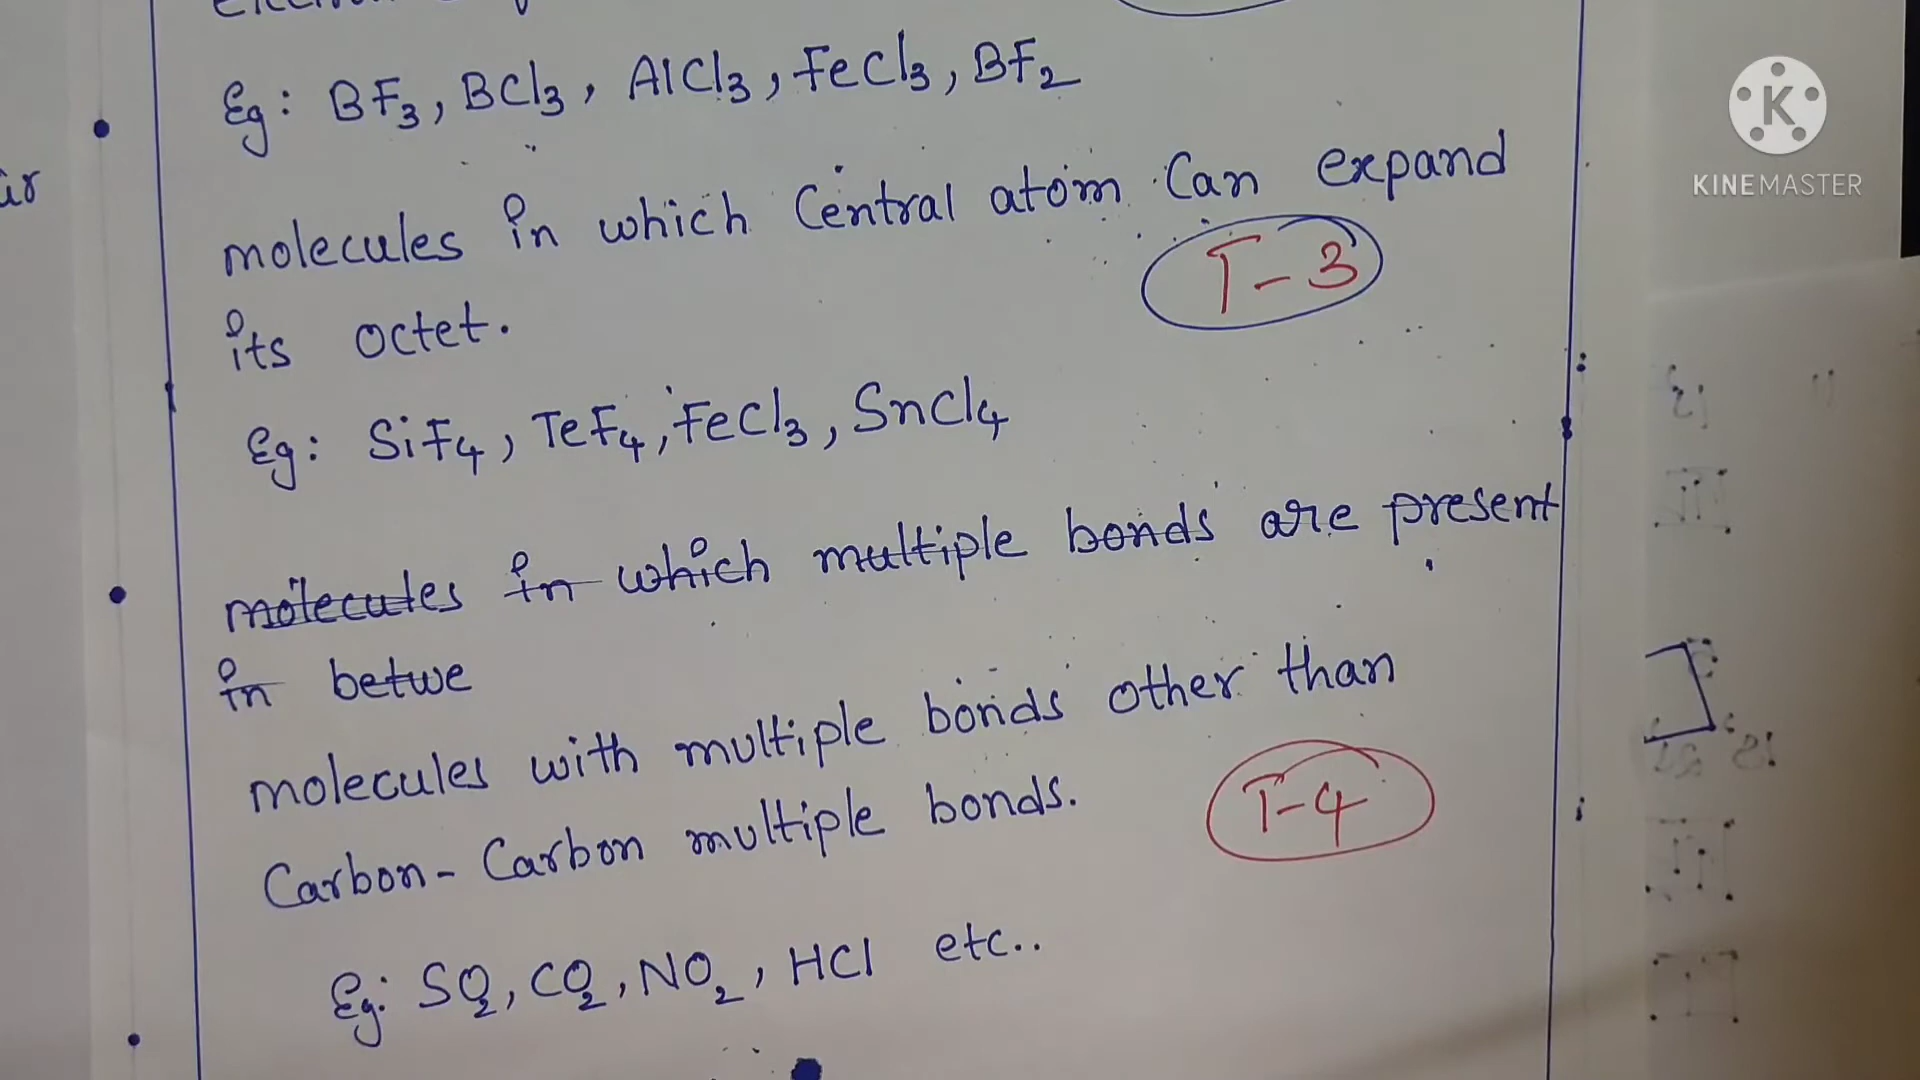 Eg: BF3, BCl3, AlCl3, FeCl3, BF2
molecules in which Central atom Can expand
its octet.
T-3
Eg: SiF4, TeF4, FeCl3, SnCl4
molecules in which multiple bonds are present
in betwe
molecules with multiple bonds other than
Carbon-Carbon multiple bonds.
T-4
Eg: SO2, CO2, NO2, HCl etc..
K
KINEMASTER